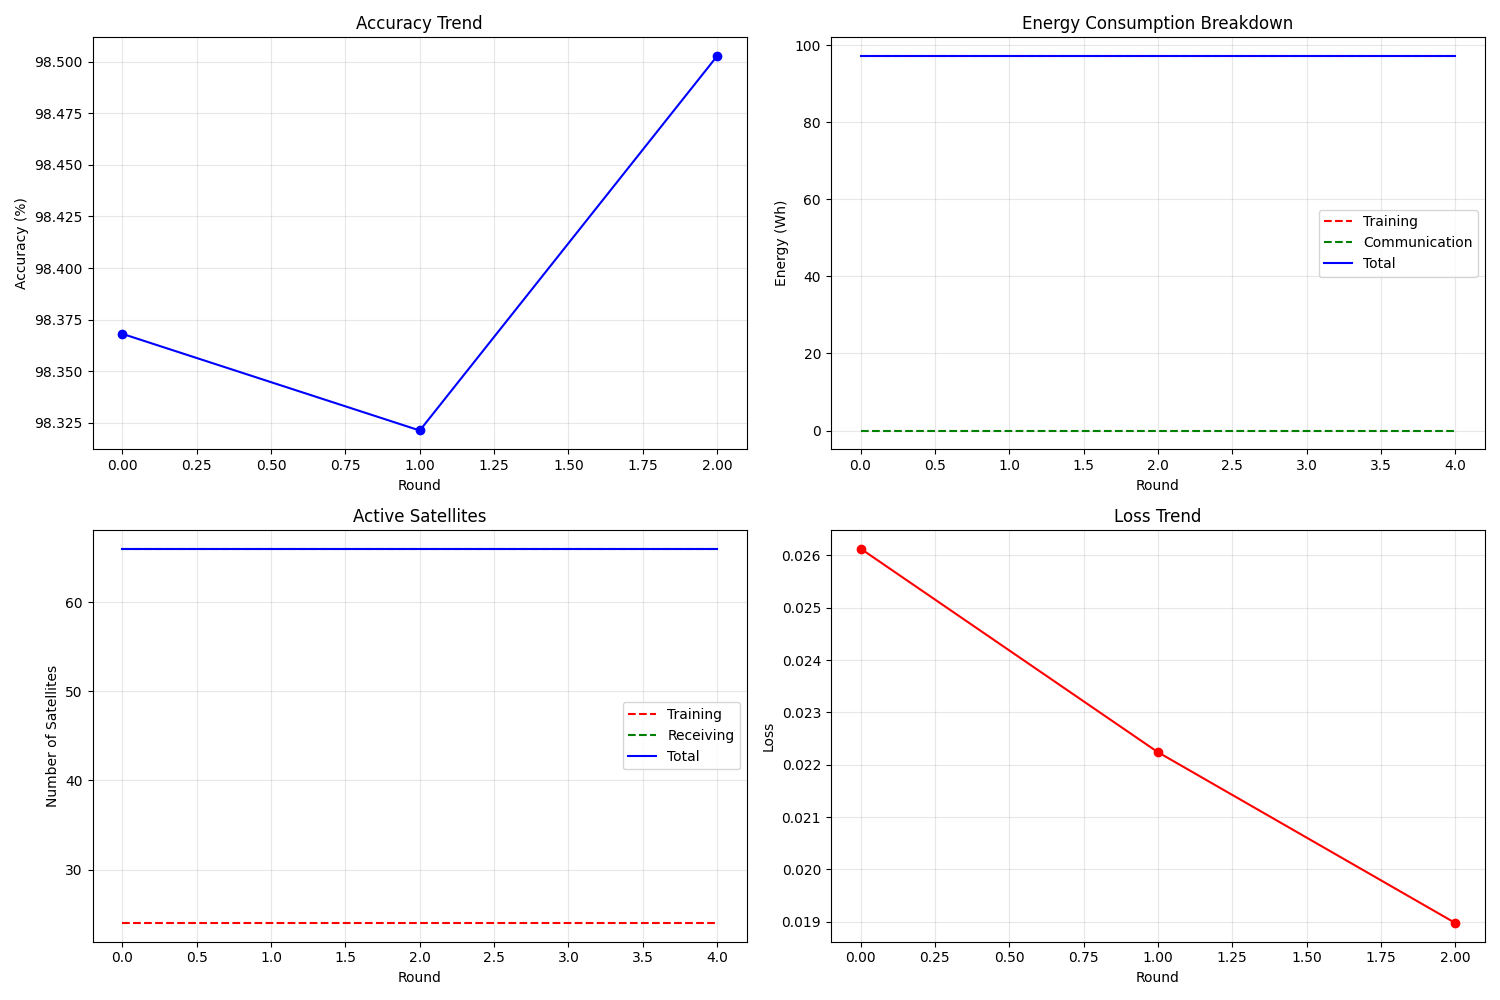 Accuracy Trend
98.500
98.475
98.450
98.425
98.400
98.375
98.350
98.325
Accuracy (%)
0.00 0.25 0.50 0.75 1.00 1.25 1.50 1.75 2.00
Round
Energy Consumption Breakdown
100
80
60
40
20
0
Energy (Wh)
Training
Communication
Total
0.0 0.5 1.0 1.5 2.0 2.5 3.0 3.5 4.0
Round
Active Satellites
60
50
40
30
Number of Satellites
Training
Receiving
Total
0.0 0.5 1.0 1.5 2.0 2.5 3.0 3.5 4.0
Round
Loss Trend
0.026
0.025
0.024
0.023
0.022
0.021
0.020
0.019
Loss
0.00 0.25 0.50 0.75 1.00 1.25 1.50 1.75 2.00
Round